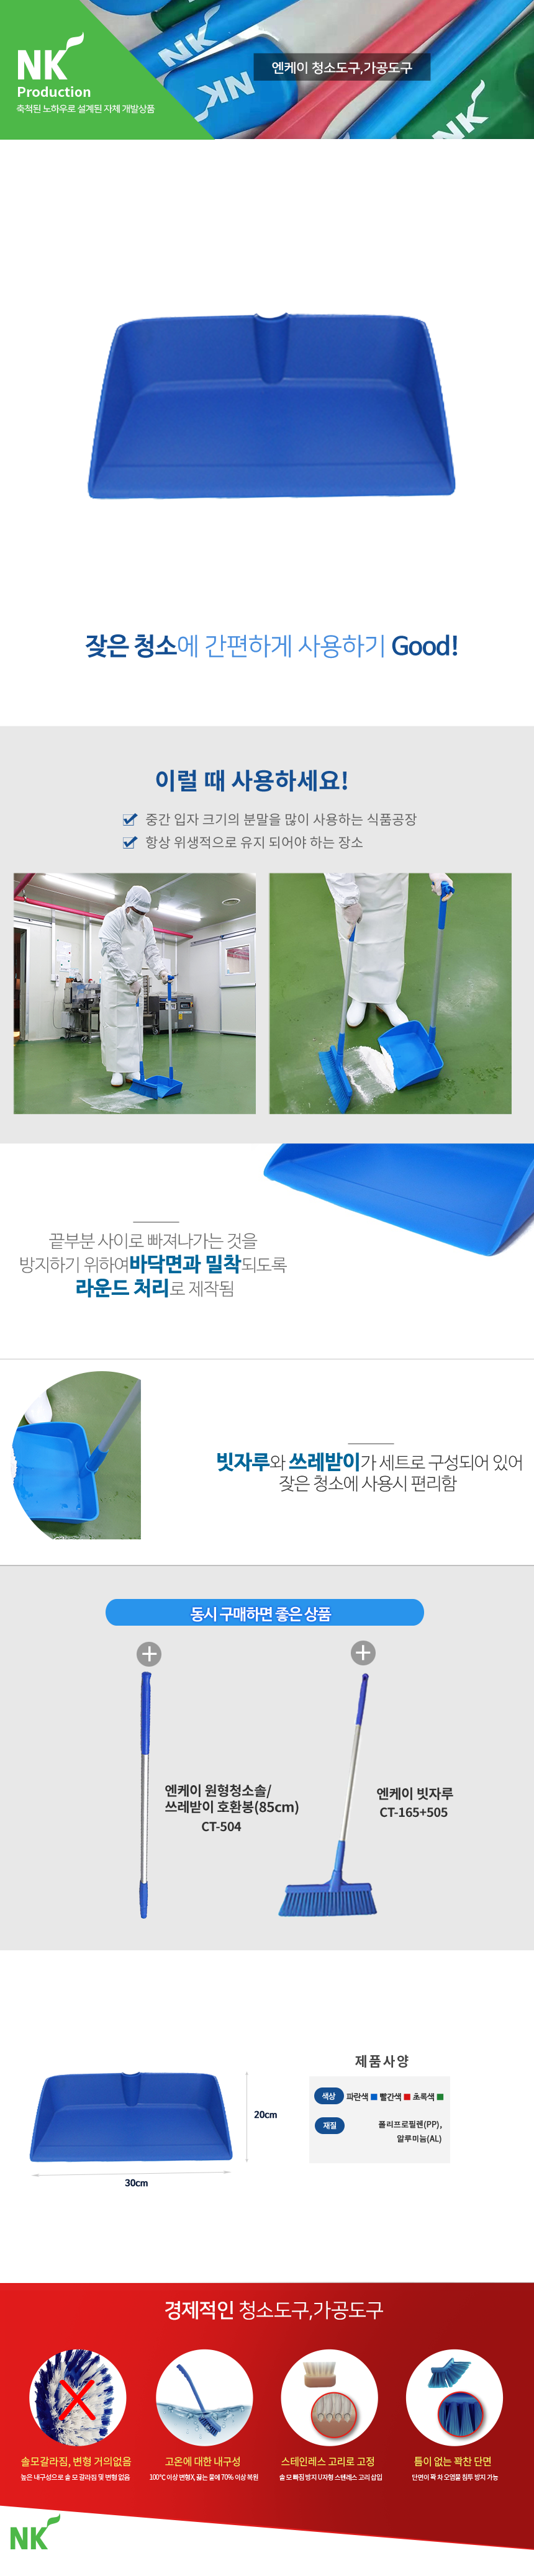 NK
Production
축적된 노하우로 설계된 자체 개발상품
NK
NK
NK
엔케이 청소도구,가공도구
잦은 청소에 간편하게 사용하기 Good!
이럴 때 사용하세요!
중간 입자 크기의 분말을 많이 사용하는 식품공장
항상 위생적으로 유지 되어야 하는 장소
끝부분 사이로 빠져나가는 것을
방지하기 위하여바닥면과 밀착되도록
라운드 처리로 제작됨
빗자루와 쓰레받이가 세트로 구성되어 있어
잦은 청소에 사용시 편리함
동시 구매하면 좋은 상품
엔케이 원형청소솔/
쓰레받이 호환봉(85cm)
CT-504
엔케이 빗자루
CT-165+505
20cm
30cm
제품사양
색상 파란색 빨간색 초록색
재질 폴리프로필렌(PP),
알루미늄(AL)
경제적인 청소도구,가공도구
솔모갈라짐, 변형 거의없음
높은 내구성으로 솔 모 갈라짐 및 변형 없음
고온에 대한 내구성
100℃ 이상 변형X, 끓는 물에 70% 이상 복원
스테인레스 고리로 고정
솔 모 빠짐 방지 U자형 스텐레스 고리 삽입
틈이 없는 꽉찬 단면
단면이 꽉 차 오염물 침투 방지 가능
NK